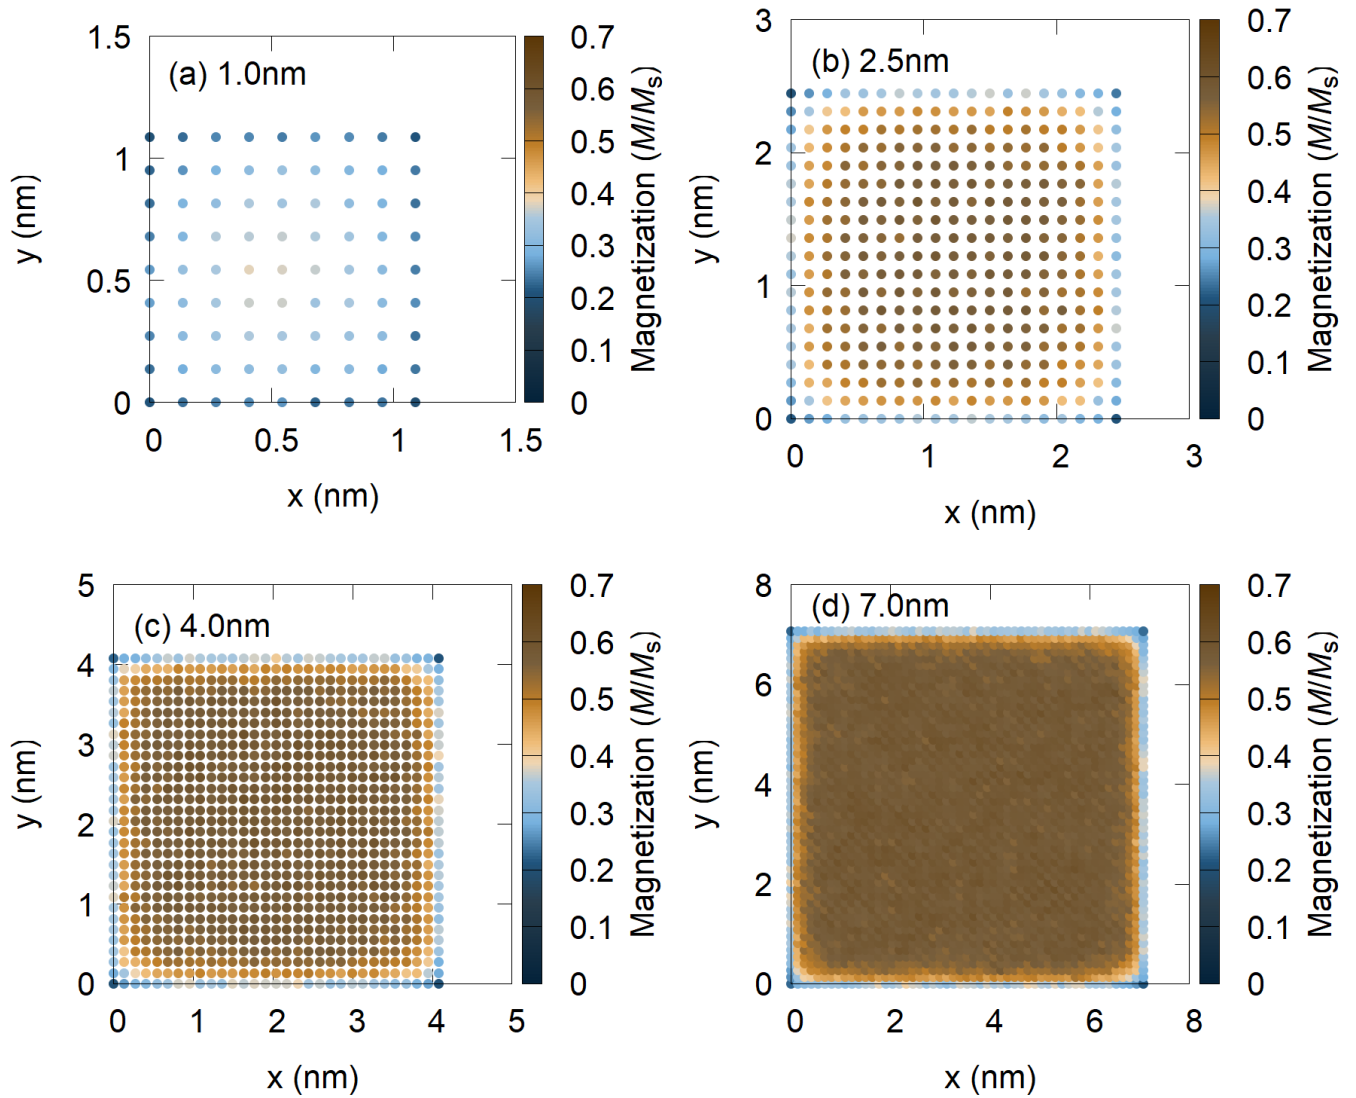 (a) 1.0nm
1.5
1
0.5
0
y (nm)
0 0.5 1 1.5
x (nm)
0.7
0.6
0.5
0.4
0.3
0.2
0.1
0
Magnetization (M/Ms)
(b) 2.5nm
3
2
1
0
y (nm)
0 1 2 3
x (nm)
0.7
0.6
0.5
0.4
0.3
0.2
0.1
0
Magnetization (M/Ms)
(c) 4.0nm
5
4
3
2
1
0
y (nm)
0 1 2 3 4 5
x (nm)
0.7
0.6
0.5
0.4
0.3
0.2
0.1
0
Magnetization (M/Ms)
(d) 7.0nm
8
6
4
2
0
y (nm)
0 2 4 6 8
x (nm)
0.7
0.6
0.5
0.4
0.3
0.2
0.1
0
Magnetization (M/Ms)